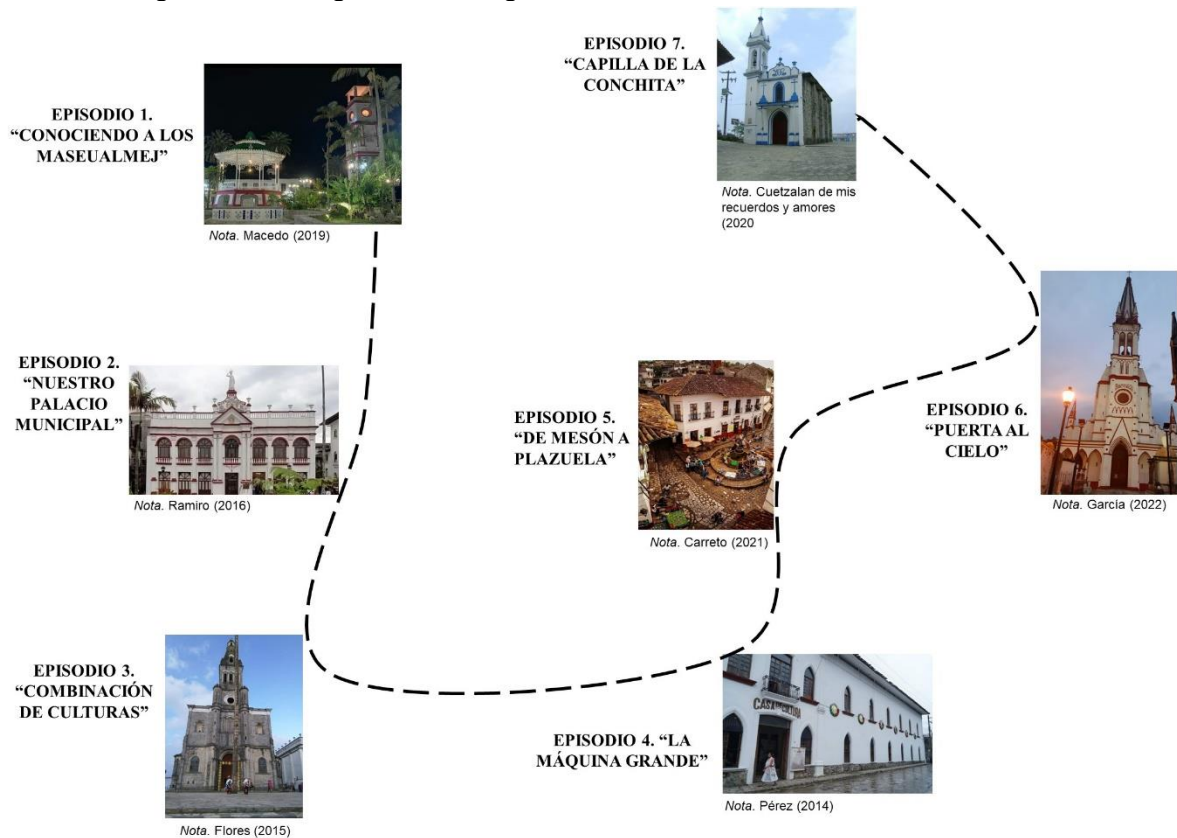 EPISODIO 1.
“CONOCIENDO A LOS
MASEUALMEJ”
Nota. Macedo (2019)
EPISODIO 2.
“NUESTRO
PALACIO
MUNICIPAL”
Nota. Ramiro (2016)
EPISODIO 3.
“COMBINACIÓN
DE CULTURAS”
Nota. Flores (2015)
EPISODIO 4. “LA
MÁQUINA GRANDE”
CASA DE CULTURA
Nota. Pérez (2014)
EPISODIO 5.
“DE MESÓN A
PLAZUELA”
Nota. Carreto (2021)
EPISODIO 6.
“PUERTA AL
CIELO”
Nota. García (2022)
EPISODIO 7.
“CAPILLA DE LA
CONCHITA”
Nota. Cuetzalan de mis
recuerdos y amores
(2020